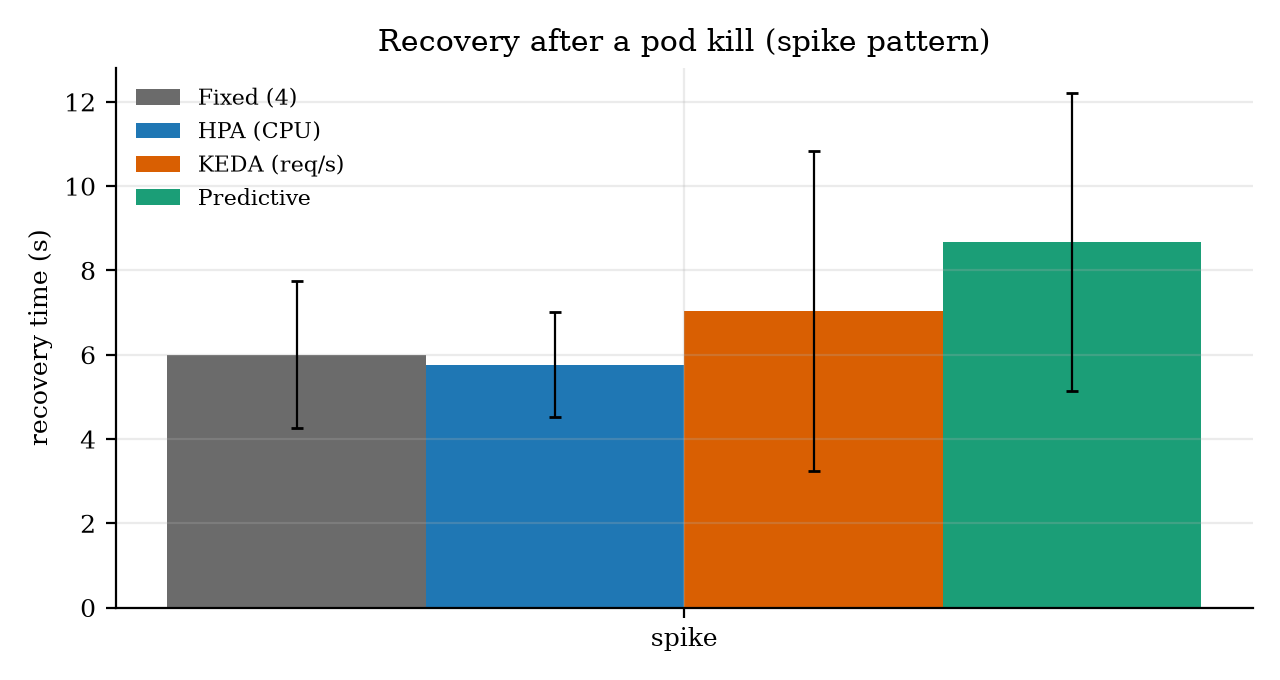 Recovery after a pod kill (spike pattern)
Fixed (4)
HPA (CPU)
KEDA (req/s)
Predictive
recovery time (s)
12
10
8
6
4
2
0
spike